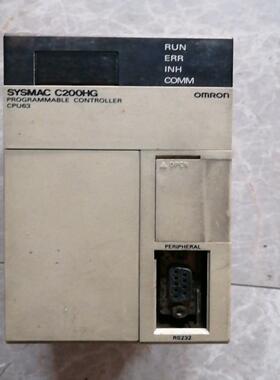 RUN
ERR
INH
COMM
SYSMAC C200HG
OMRON
PROGRAMMABLE CONTROLLER
CPU63
OPEN
PERIPHERAL
RS232